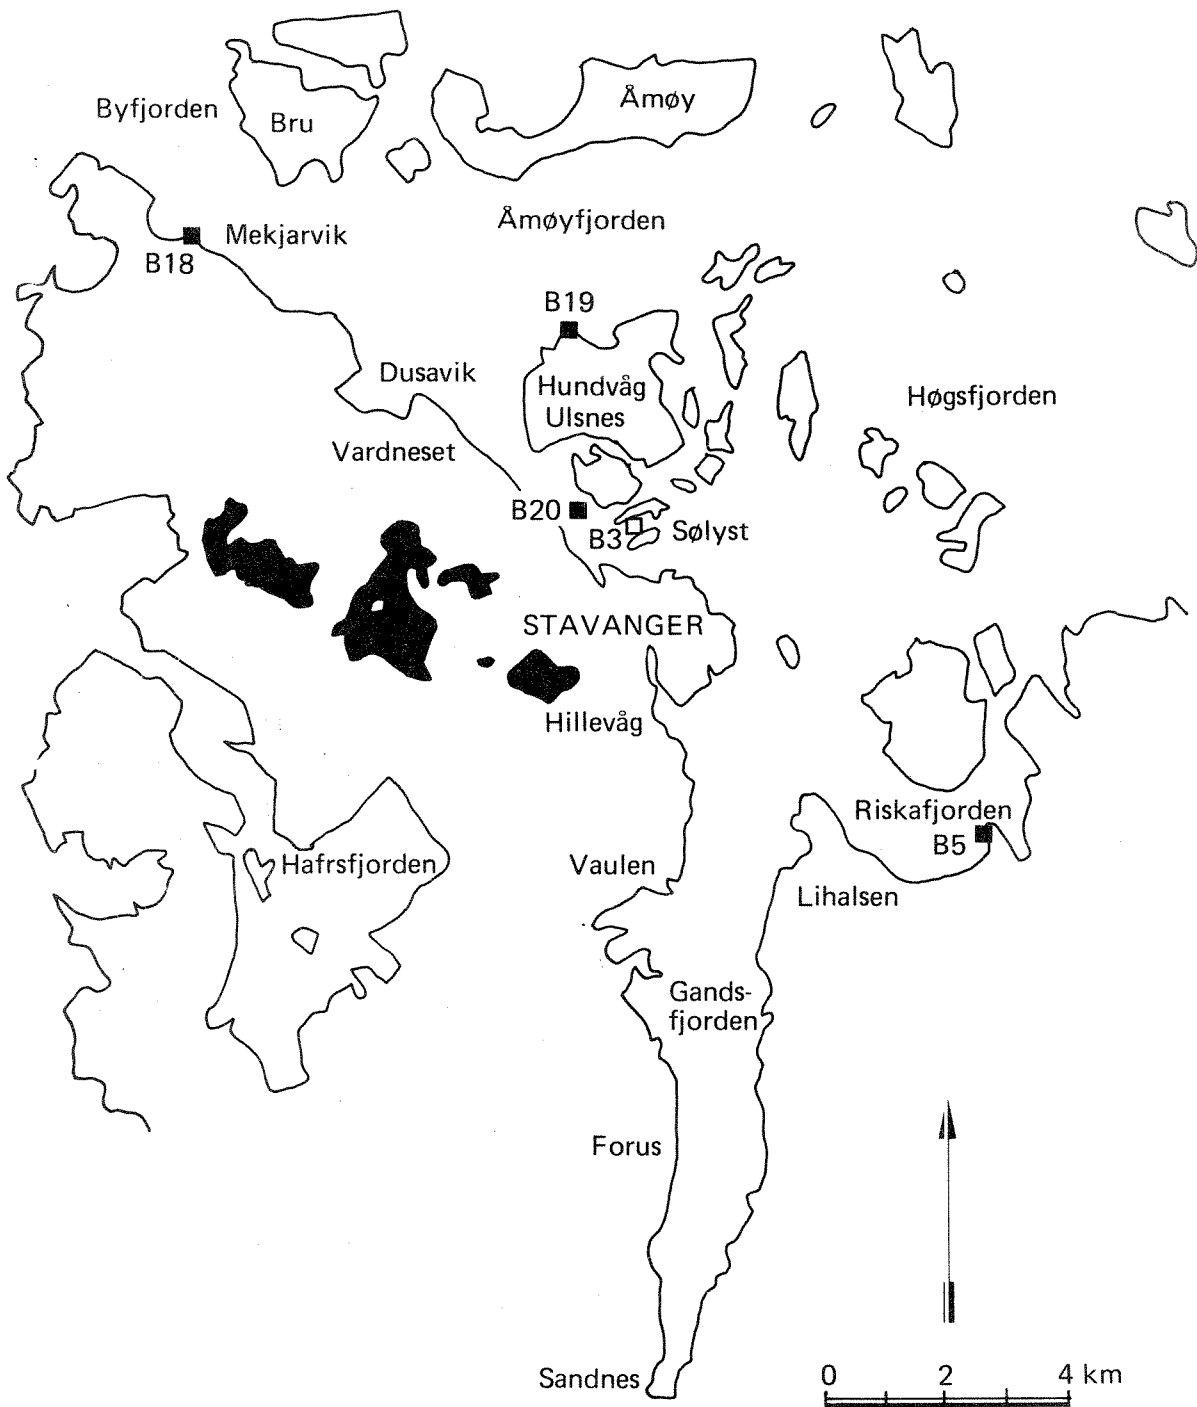 Åmøy
Byfjorden
Bru
Åmøyfjorden
Mekjarvik
B18
B19
Dusavik
Hundvåg
Ulsnes
Høgsfjorden
Vardneset
B20
B3
Sølyst
STAVANGER
Hillevåg
Riskafjorden
B5
Hafrsfjorden
Vaulen
Lihalsen
Gands-
fjorden
Forus
Sandnes
0 2 4 km